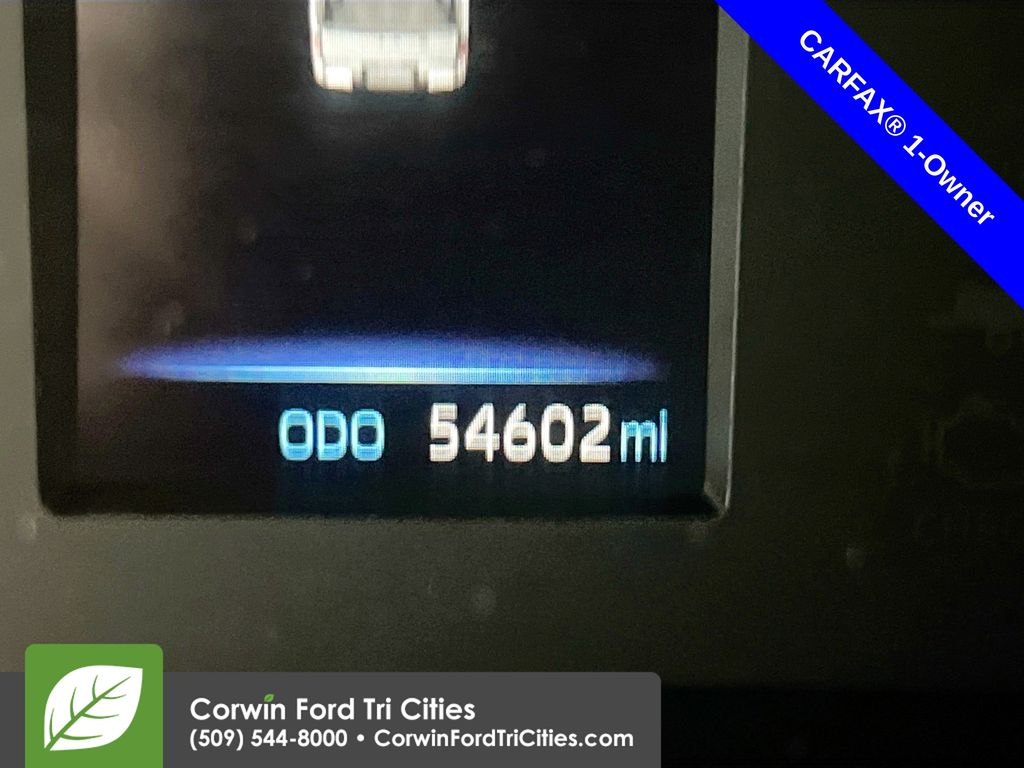 CARFAX® 1-Owner
ODO 54602 mi
Corwin Ford Tri Cities
(509) 544-8000 • CorwinFordTriCities.com